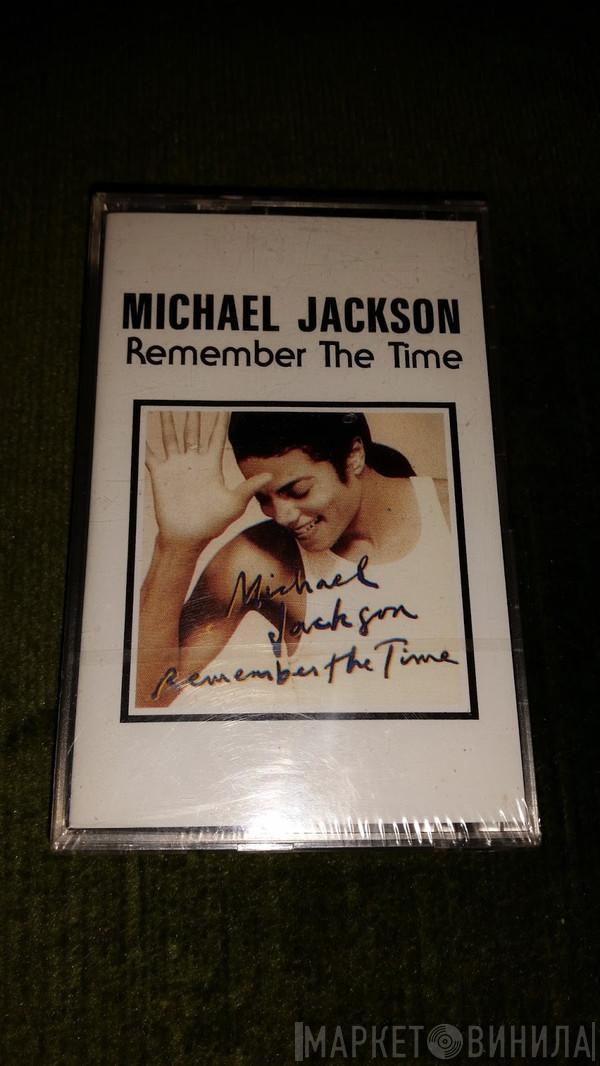 MICHAEL JACKSON
Remember The Time
Michael
Jackson
Remember the Time
МАРКЕТ ВИНИЛА